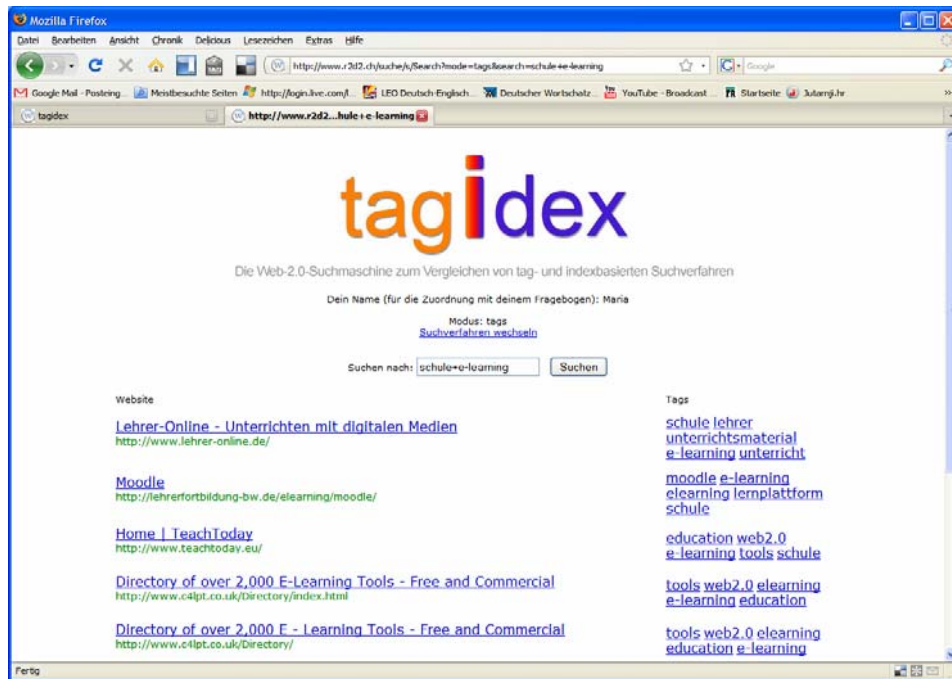 Mozilla Firefox
Datei Bearbeiten Ansicht Chronik Delicious Lesezeichen Extras Hilfe
http://www.r2d2.ch/suche/s/Search?mode=tags&search=schule+e-learning
Google
Google Mail - Posteing... Meistbesuchte Seiten http://login.live.com/l... LEO Deutsch-Englisch... Deutscher Wortschatz... YouTube - Broadcast ... Startseite Jutarnji.hr
tagidex http://www.r2d2...hule+e-learning
tagidex
Die Web-2.0-Suchmaschine zum Vergleichen von tag- und indexbasierten Suchverfahren
Dein Name (für die Zuordnung mit deinem Fragebogen): Maria
Modus: tags
Suchverfahren wechseln
Suchen nach: schule+e-learning Suchen
Website Tags
Lehrer-Online - Unterrichten mit digitalen Medien
http://www.lehrer-online.de/
schule lehrer
unterrichtsmaterial
e-learning unterricht
Moodle
http://lehrerfortbildung-bw.de/elearning/moodle/
moodle e-learning
elearning lernplattform
schule
Home | TeachToday
http://www.teachtoday.eu/
education web2.0
e-learning tools schule
Directory of over 2,000 E-Learning Tools - Free and Commercial
http://www.c4lpt.co.uk/Directory/index.html
tools web2.0 elearning
e-learning education
Directory of over 2,000 E - Learning Tools - Free and Commercial
http://www.c4lpt.co.uk/Directory/
tools web2.0 elearning
education e-learning
Fertig